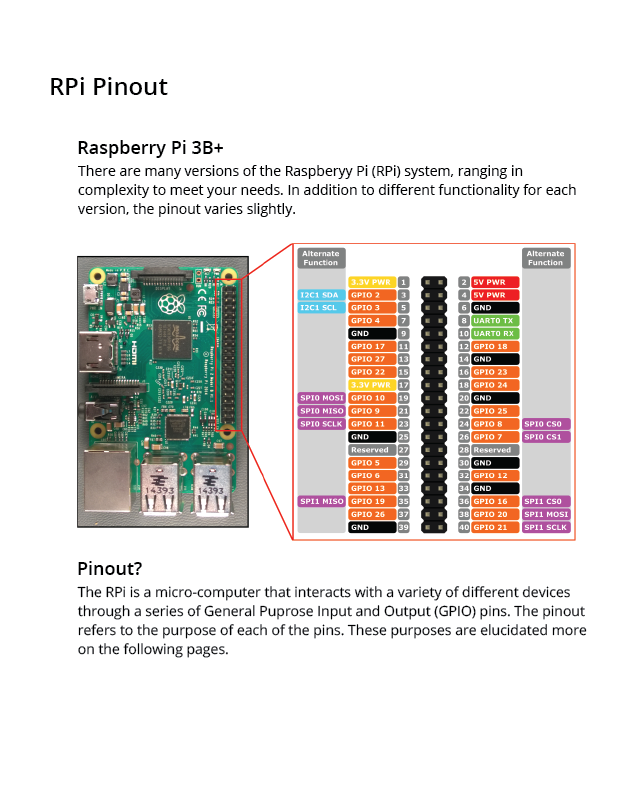 RPi Pinout
Raspberry Pi 3B+
There are many versions of the Raspberyy Pi (RPi) system, ranging in
complexity to meet your needs. In addition to different functionality for each
version, the pinout varies slightly.
Alternate Function Alternate Function
3.3V PWR 1 2 5V PWR
I2C1 SDA GPIO 2 3 4 5V PWR
I2C1 SCL GPIO 3 5 6 GND
GPIO 4 7 8 UART0 TX
GND 9 10 UART0 RX
GPIO 17 11 12 GPIO 18
GPIO 27 13 14 GND
GPIO 22 15 16 GPIO 23
3.3V PWR 17 18 GPIO 24
SPI0 MOSI GPIO 10 19 20 GND
SPI0 MISO GPIO 9 21 22 GPIO 25
SPI0 SCLK GPIO 11 23 24 GPIO 8 SPI0 CS0
GND 25 26 GPIO 7 SPI0 CS1
Reserved 27 28 Reserved
GPIO 5 29 30 GND
GPIO 6 31 32 GPIO 12
GPIO 13 33 34 GND
SPI1 MISO GPIO 19 35 36 GPIO 16 SPI1 CS0
GPIO 26 37 38 GPIO 20 SPI1 MOSI
GND 39 40 GPIO 21 SPI1 SCLK
HDMI
14393 14393
Pinout?
The RPi is a micro-computer that interacts with a variety of different devices
through a series of General Puprose Input and Output (GPIO) pins. The pinout
refers to the purpose of each of the pins. These purposes are elucidated more
on the following pages.